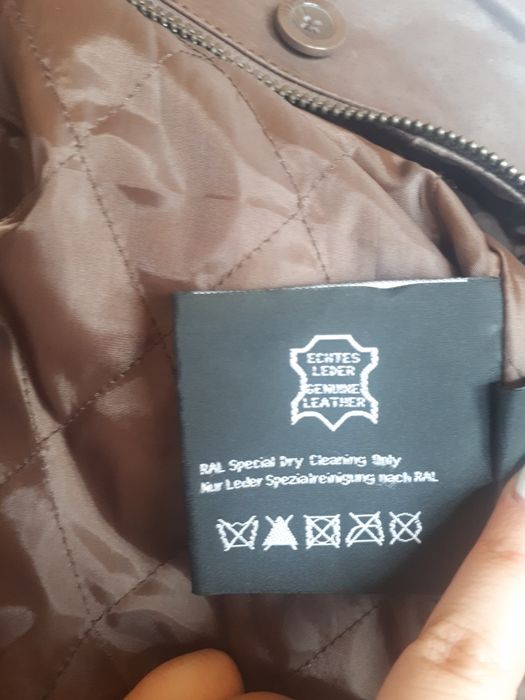 ECHTES
LEDER
GENUINE
LEATHER
RAL Special Dry Cleaning Only
Nur Leder Spezialreinigung nach RAL